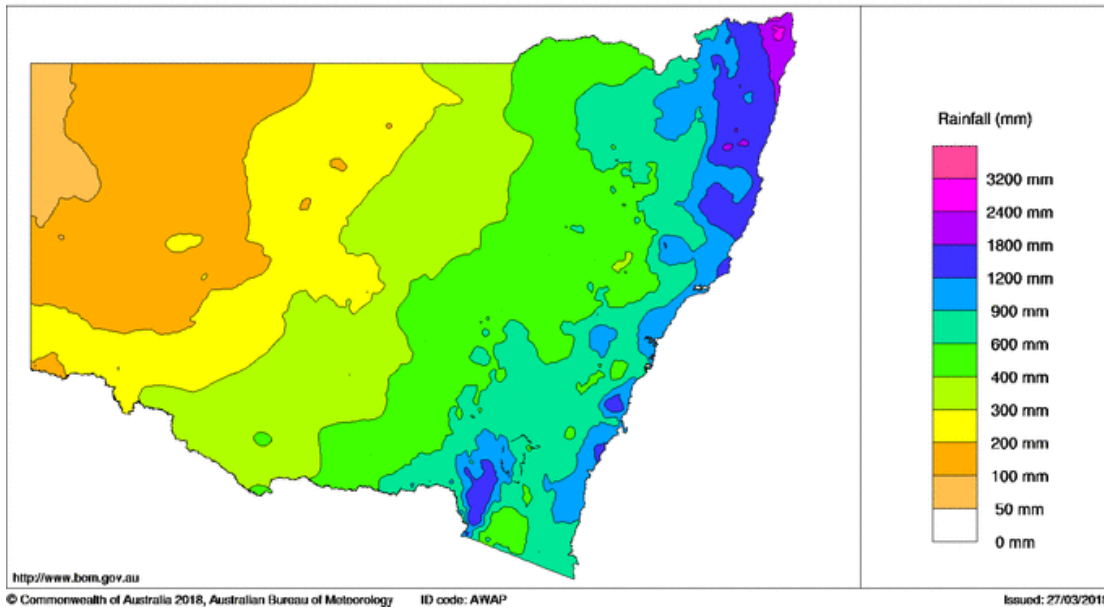 Rainfall (mm)
3200 mm
2400 mm
1800 mm
1200 mm
900 mm
600 mm
400 mm
300 mm
200 mm
100 mm
50 mm
0 mm
http://www.bom.gov.au
© Commonwealth of Australia 2018, Australian Bureau of Meteorology ID code: AWAP Issued: 27/03/2018